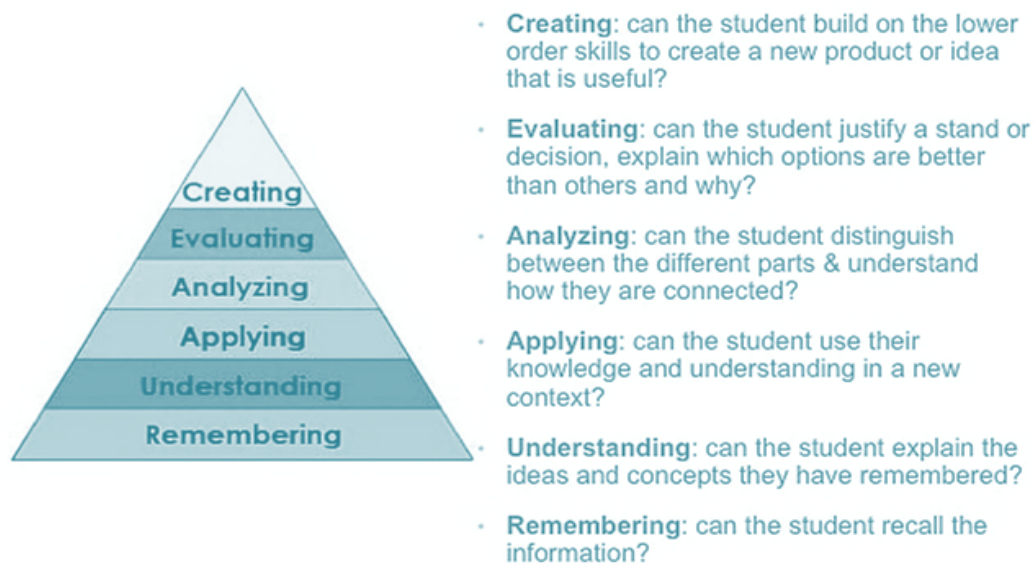 Creating
Evaluating
Analyzing
Applying
Understanding
Remembering
• Creating: can the student build on the lower
order skills to create a new product or idea
that is useful?
• Evaluating: can the student justify a stand or
decision, explain which options are better
than others and why?
• Analyzing: can the student distinguish
between the different parts & understand
how they are connected?
• Applying: can the student use their
knowledge and understanding in a new
context?
• Understanding: can the student explain the
ideas and concepts they have remembered?
• Remembering: can the student recall the
information?